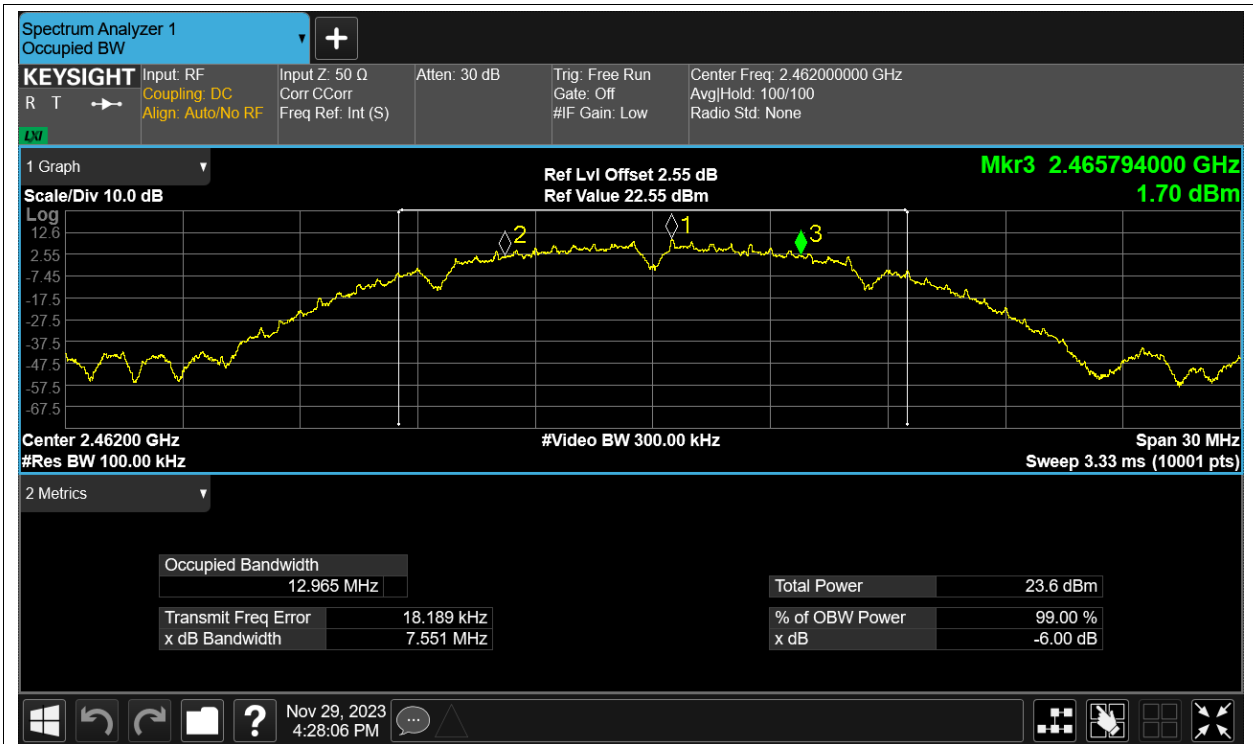 Spectrum Analyzer 1
Occupied BW
KEYSIGHT
R T
LXI
Input: RF
Coupling: DC
Align: Auto/No RF
Input Z: 50 Ω
Corr CCorr
Freq Ref: Int (S)
Atten: 30 dB
Trig: Free Run
Gate: Off
#IF Gain: Low
Center Freq: 2.462000000 GHz
Avg|Hold: 100/100
Radio Std: None
1 Graph
Scale/Div 10.0 dB
Ref Lvl Offset 2.55 dB
Ref Value 22.55 dBm
Mkr3 2.465794000 GHz
1.70 dBm
Log
12.6
2.55
-7.45
-17.5
-27.5
-37.5
-47.5
-57.5
-67.5
2
1
3
Center 2.46200 GHz
#Res BW 100.00 kHz
#Video BW 300.00 kHz
Span 30 MHz
Sweep 3.33 ms (10001 pts)
2 Metrics
Occupied Bandwidth
12.965 MHz
Transmit Freq Error 18.189 kHz
x dB Bandwidth 7.551 MHz
Total Power 23.6 dBm
% of OBW Power 99.00 %
x dB -6.00 dB
?
Nov 29, 2023
4:28:06 PM